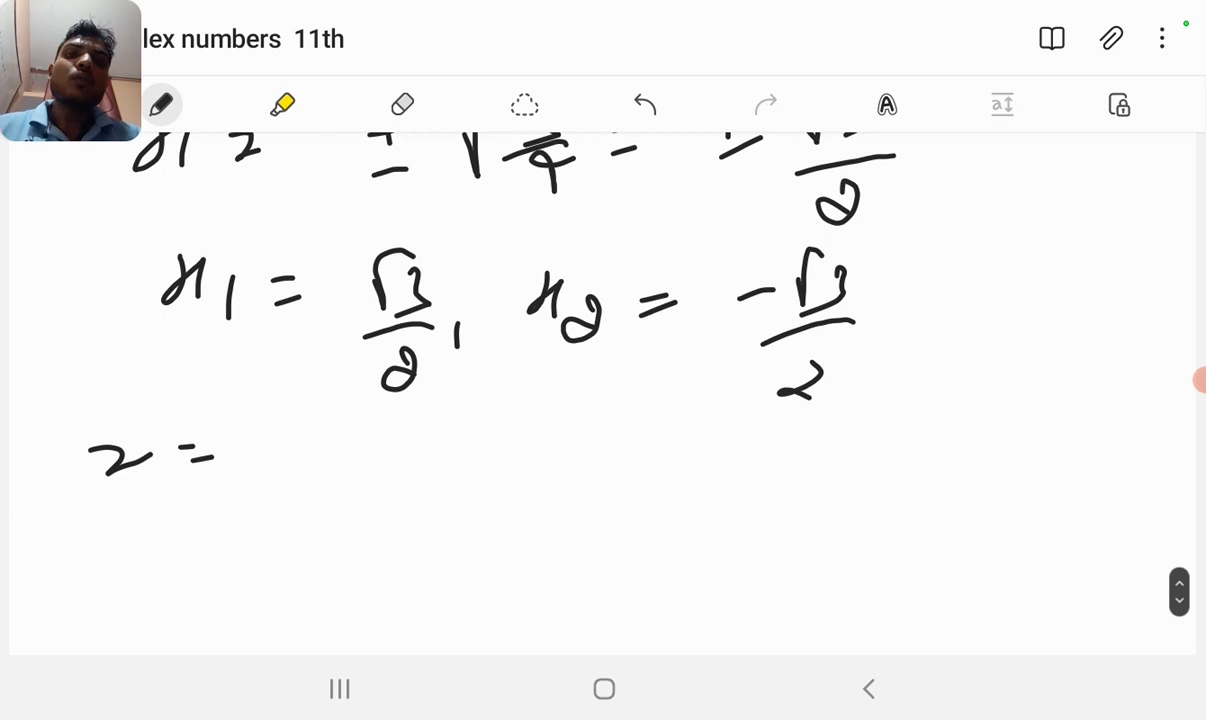 lex numbers 11th
x₁ = √3/2, x₂ = -√3/2
z =